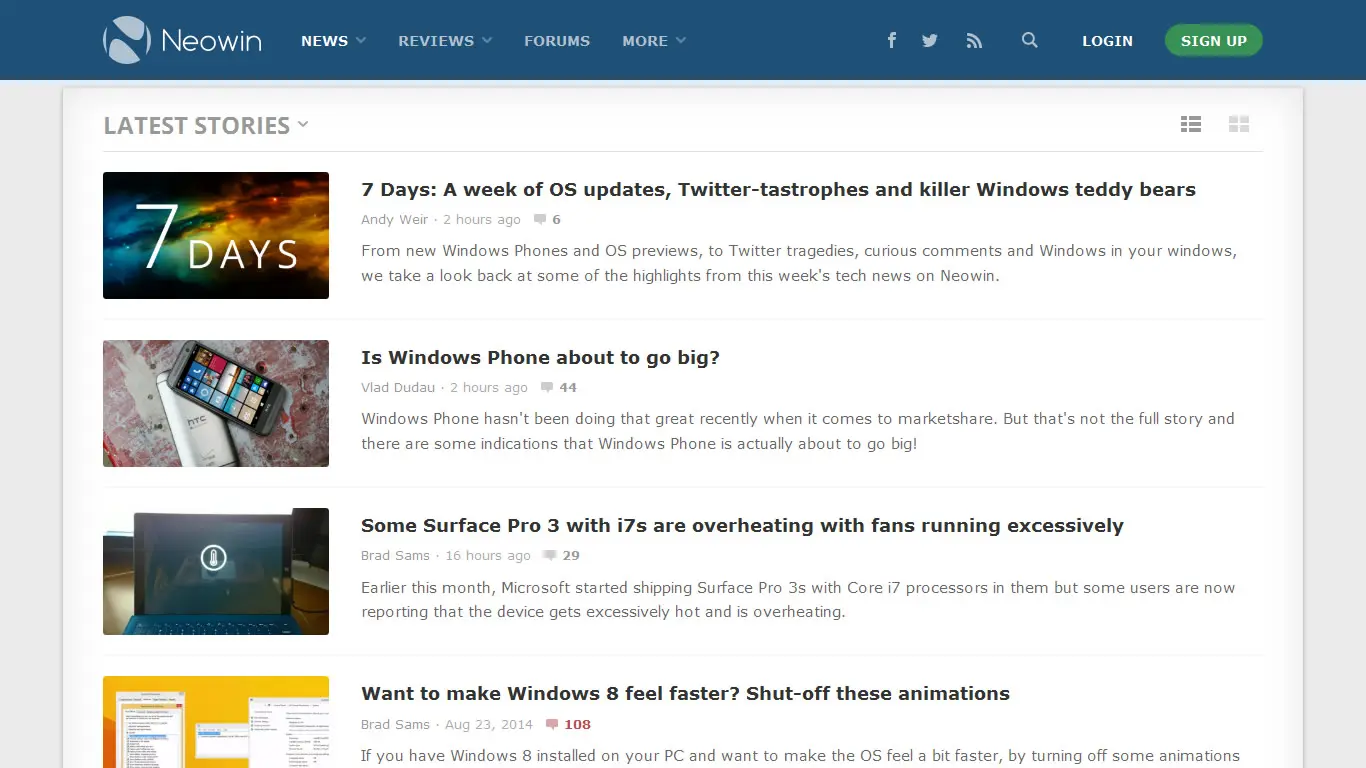 Neowin
NEWS
REVIEWS
FORUMS
MORE
LOGIN
SIGN UP
LATEST STORIES
7 DAYS
7 Days: A week of OS updates, Twitter-tastrophes and killer Windows teddy bears
Andy Weir · 2 hours ago 6
From new Windows Phones and OS previews, to Twitter tragedies, curious comments and Windows in your windows,
we take a look back at some of the highlights from this week's tech news on Neowin.
hTC
Is Windows Phone about to go big?
Vlad Dudau · 2 hours ago 44
Windows Phone hasn't been doing that great recently when it comes to marketshare. But that's not the full story and
there are some indications that Windows Phone is actually about to go big!
Some Surface Pro 3 with i7s are overheating with fans running excessively
Brad Sams · 16 hours ago 29
Earlier this month, Microsoft started shipping Surface Pro 3s with Core i7 processors in them but some users are now
reporting that the device gets excessively hot and is overheating.
Want to make Windows 8 feel faster? Shut-off these animations
Brad Sams · Aug 23, 2014 108
If you have Windows 8 installed on your PC and want to make the OS feel a bit faster, by turning off some animations